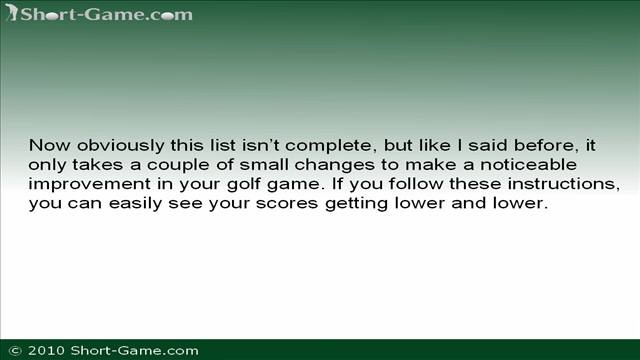 Short-Game.com
Now obviously this list isn't complete, but like I said before, it
only takes a couple of small changes to make a noticeable
improvement in your golf game. If you follow these instructions,
you can easily see your scores getting lower and lower.
© 2010 Short-Game.com